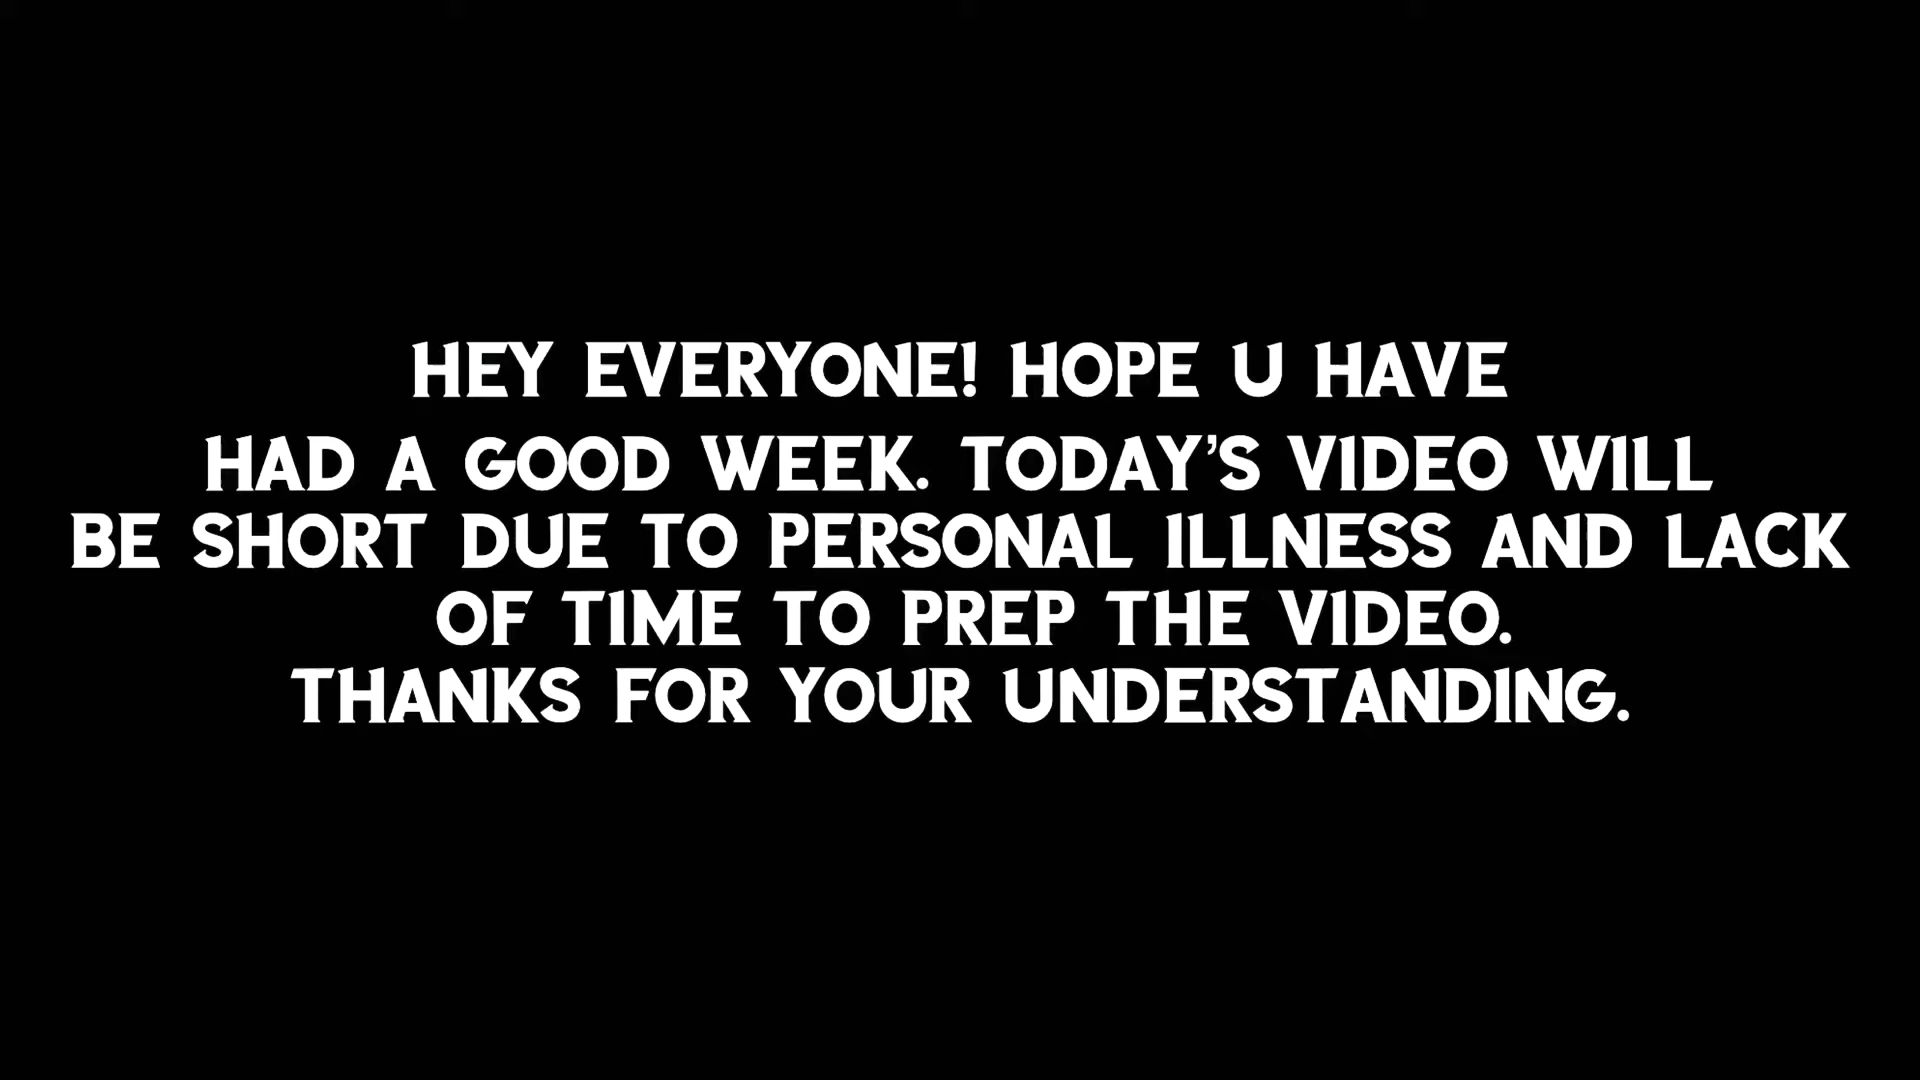 HEY EVERYONE! HOPE U HAVE
HAD A GOOD WEEK. TODAY'S VIDEO WILL
BE SHORT DUE TO PERSONAL ILLNESS AND LACK
OF TIME TO PREP THE VIDEO.
THANKS FOR YOUR UNDERSTANDING.